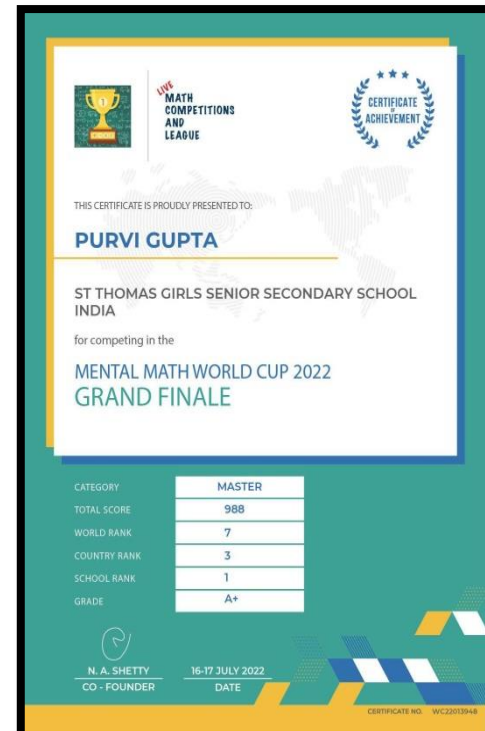 LIVE
MATH
COMPETITIONS
AND
LEAGUE
CERTIFICATE
OF
ACHIEVEMENT
THIS CERTIFICATE IS PROUDLY PRESENTED TO:
PURVI GUPTA
ST THOMAS GIRLS SENIOR SECONDARY SCHOOL
INDIA
for competing in the
MENTAL MATH WORLD CUP 2022
GRAND FINALE
CATEGORY MASTER
TOTAL SCORE 988
WORLD RANK 7
COUNTRY RANK 3
SCHOOL RANK 1
GRADE A+
N. A. SHETTY 16-17 JULY 2022
CO - FOUNDER DATE
CERTIFICATE NO. WC22013948